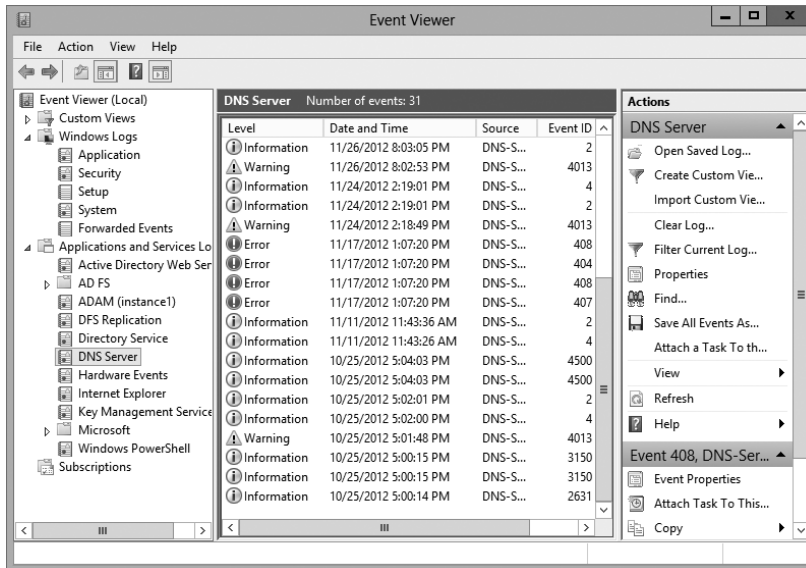 Event Viewer
File Action View Help
Event Viewer (Local)
Custom Views
Windows Logs
Application
Security
Setup
System
Forwarded Events
Applications and Services Lo
Active Directory Web Ser
AD FS
ADAM (instance1)
DFS Replication
Directory Service
DNS Server
Hardware Events
Internet Explorer
Key Management Service
Microsoft
Windows PowerShell
Subscriptions
DNS Server Number of events: 31
Level Date and Time Source Event ID
Information 11/26/2012 8:03:05 PM DNS-S... 2
Warning 11/26/2012 8:02:53 PM DNS-S... 4013
Information 11/24/2012 2:19:01 PM DNS-S... 4
Information 11/24/2012 2:19:01 PM DNS-S... 2
Warning 11/24/2012 2:18:49 PM DNS-S... 4013
Error 11/17/2012 1:07:20 PM DNS-S... 408
Error 11/17/2012 1:07:20 PM DNS-S... 404
Error 11/17/2012 1:07:20 PM DNS-S... 408
Error 11/17/2012 1:07:20 PM DNS-S... 407
Information 11/11/2012 11:43:36 AM DNS-S... 2
Information 11/11/2012 11:43:26 AM DNS-S... 4
Information 10/25/2012 5:04:03 PM DNS-S... 4500
Information 10/25/2012 5:04:03 PM DNS-S... 4500
Information 10/25/2012 5:02:01 PM DNS-S... 2
Information 10/25/2012 5:02:00 PM DNS-S... 4
Warning 10/25/2012 5:01:48 PM DNS-S... 4013
Information 10/25/2012 5:00:15 PM DNS-S... 3150
Information 10/25/2012 5:00:15 PM DNS-S... 3150
Information 10/25/2012 5:00:14 PM DNS-S... 2631
Actions
DNS Server
Open Saved Log...
Create Custom Vie...
Import Custom Vie...
Clear Log...
Filter Current Log...
Properties
Find...
Save All Events As...
Attach a Task To th...
View
Refresh
Help
Event 408, DNS-Ser...
Event Properties
Attach Task To This...
Copy